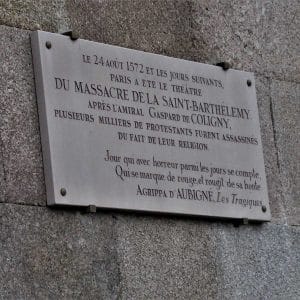 LE 24 AOÛT 1572 ET LES JOURS SUIVANTS,
PARIS A ÉTÉ LE THÉÂTRE
DU MASSACRE DE LA SAINT-BARTHELEMY
APRÈS L'AMIRAL GASPARD DE COLIGNY,
PLUSIEURS MILLIERS DE PROTESTANTS FURENT ASSASSINÉS
DU FAIT DE LEUR RELIGION
Jour qui avec horreur parmi les jours se compte,
Qui se marque de rouge et rougit de sa honte
AGRIPPA D'AUBIGNÉ, Les Tragiques